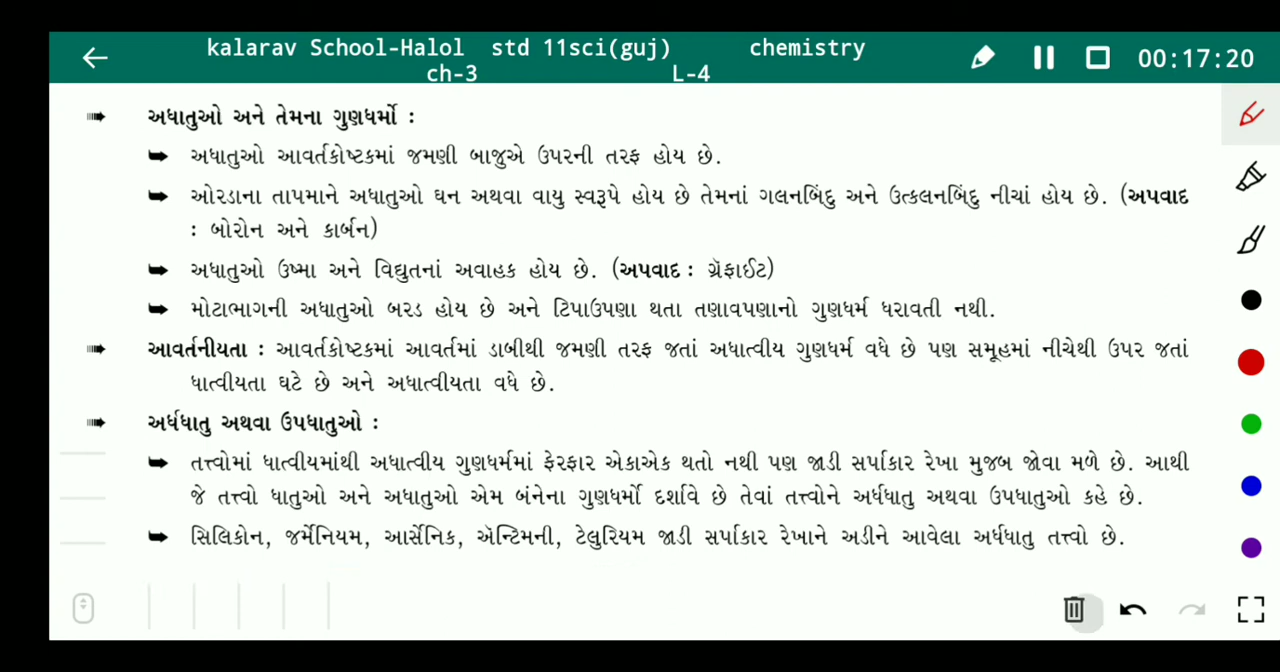 kalarav School-Halol std 11sci(guj) chemistry
ch-3 L-4
00:17:20
અધાતુઓ અને તેમના ગુણધર્મો :
અધાતુઓ આવર્તકોષ્ટકમાં જમણી બાજુએ ઉપરની તરફ હોય છે.
ઓરડાના તાપમાને અધાતુઓ ઘન અથવા વાયુ સ્વરૂપે હોય છે તેમનાં ગલનબિંદુ અને ઉત્કલનબિંદુ નીચાં હોય છે. (અપવાદ
: બોરોન અને કાર્બન)
અધાતુઓ ઉષ્મા અને વિદ્યુતનાં અવાહક હોય છે. (અપવાદ : ગ્રૅફાઈટ)
મોટાભાગની અધાતુઓ બરડ હોય છે અને ટિપાઉપણા થતા તણાવપણાનો ગુણધર્મ ધરાવતી નથી.
આવર્તનીયતા : આવર્તકોષ્ટકમાં આવર્તમાં ડાબીથી જમણી તરફ જતાં અધાત્વીય ગુણધર્મ વધે છે પણ સમૂહમાં નીચેથી ઉપર જતાં
ધાત્વીયતા ઘટે છે અને અધાત્વીયતા વધે છે.
અર્ધધાતુ અથવા ઉપધાતુઓ :
તત્ત્વોમાં ધાત્વીયમાંથી અધાત્વીય ગુણધર્મમાં ફેરફાર એકાએક થતો નથી પણ જાડી સર્પાકાર રેખા મુજબ જોવા મળે છે. આથી
જે તત્ત્વો ધાતુઓ અને અધાતુઓ એમ બંનેના ગુણધર્મો દર્શાવે છે તેવાં તત્ત્વોને અર્ધધાતુ અથવા ઉપધાતુઓ કહે છે.
સિલિકોન, જર્મેનિયમ, આર્સેનિક, ઍન્ટિમની, ટેલુરિયમ જાડી સર્પાકાર રેખાને અડીને આવેલા અર્ધધાતુ તત્ત્વો છે.